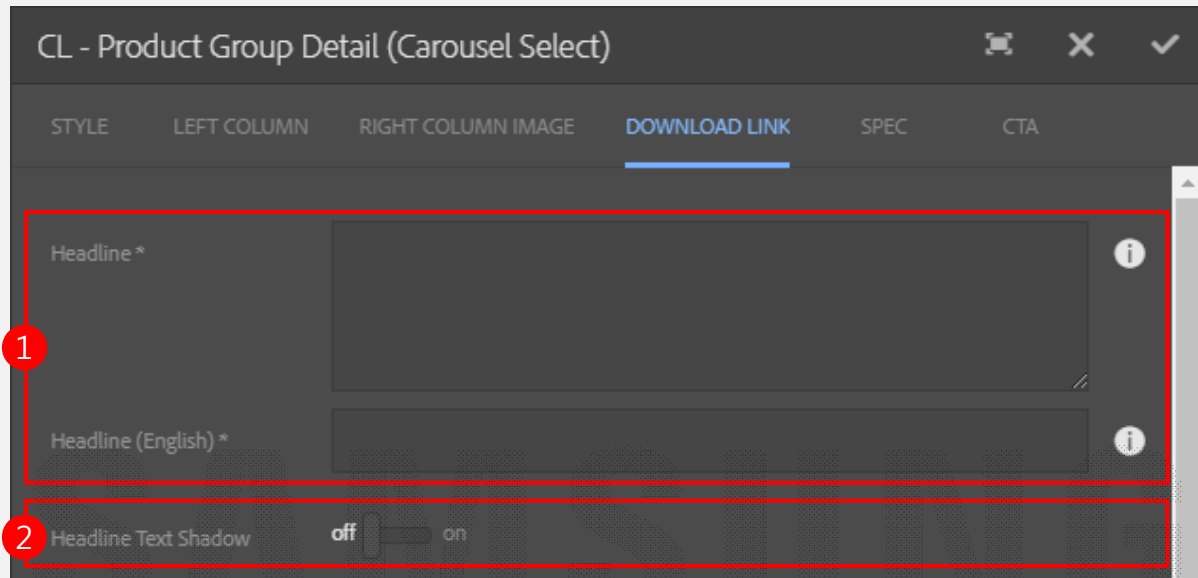 CL - Product Group Detail (Carousel Select)
STYLE LEFT COLUMN RIGHT COLUMN IMAGE DOWNLOAD LINK SPEC CTA
Headline *
1
Headline (English) *
SAMSUNG
2 Headline Text Shadow off on